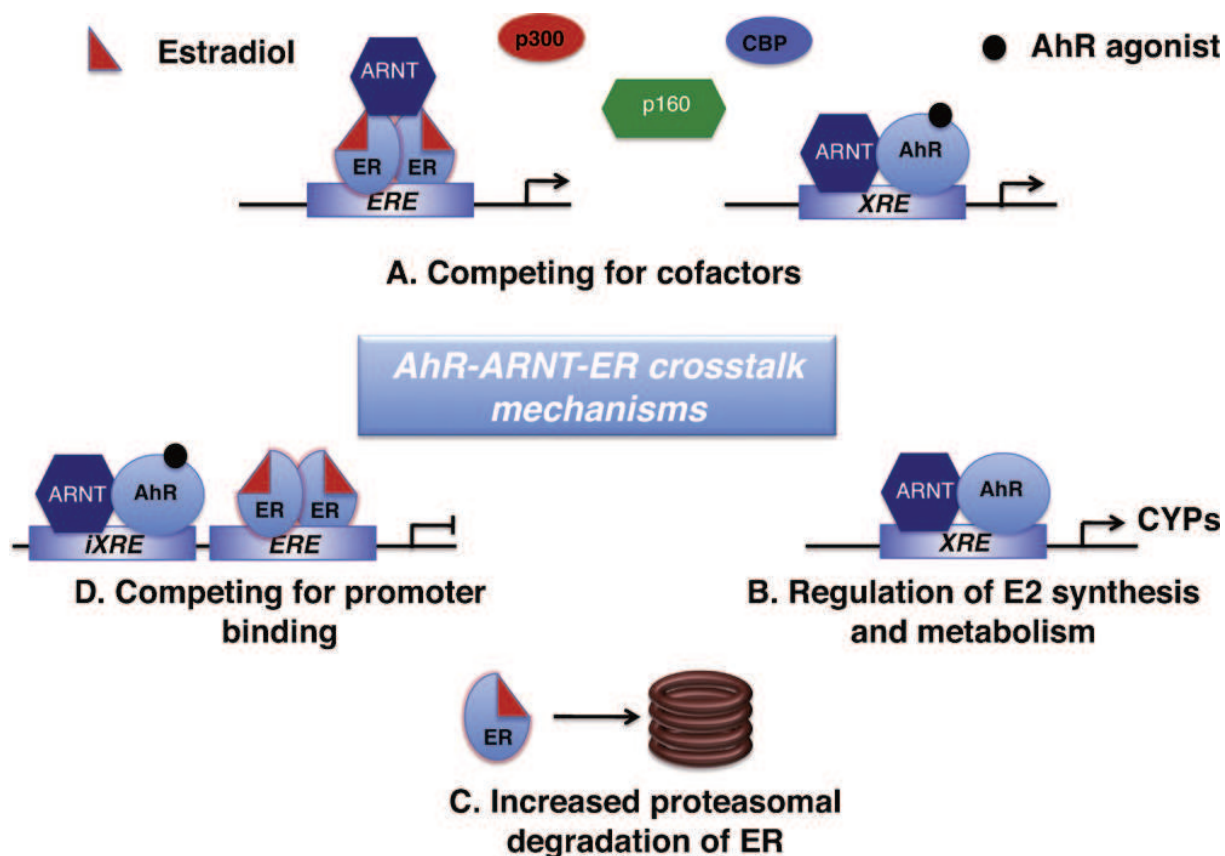 Estradiol
p300
CBP
AhR agonist
ARNT
p160
ER ER
ARNT AhR
ERE
XRE
A. Competing for cofactors
AhR-ARNT-ER crosstalk
mechanisms
ARNT AhR
ER ER
iXRE ERE
D. Competing for promoter
binding
ARNT AhR
CYPs
XRE
B. Regulation of E2 synthesis
and metabolism
ER
C. Increased proteasomal
degradation of ER